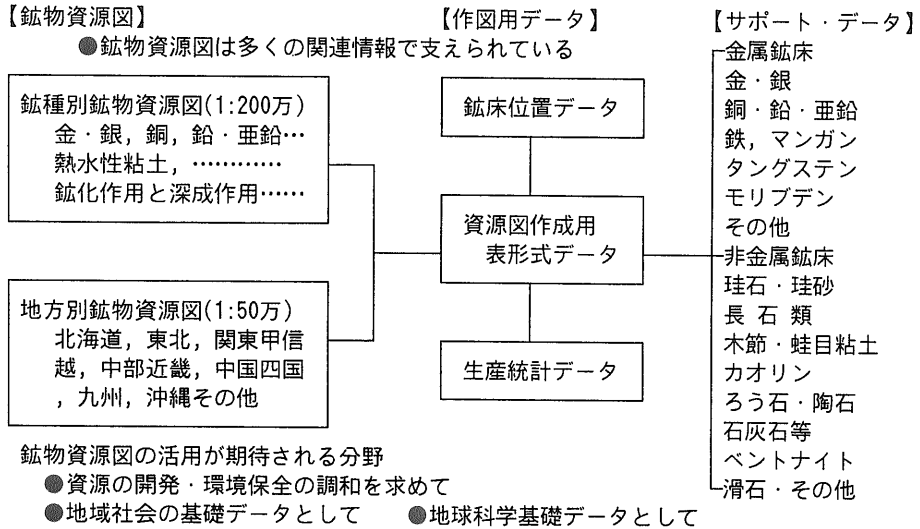 【鉱物資源図】
●鉱物資源図は多くの関連情報で支えられている
鉱種別鉱物資源図(1:200万)
金・銀，銅，鉛・亜鉛…
熱水性粘土，…………
鉱化作用と深成作用……
地方別鉱物資源図(1:50万)
北海道，東北，関東甲信
越，中部近畿，中国四国
，九州，沖縄その他
【作図用データ】
鉱床位置データ
資源図作成用
表形式データ
生産統計データ
【サポート・データ】
金属鉱床
金・銀
銅・鉛・亜鉛
鉄，マンガン
タングステン
モリブデン
その他
非金属鉱床
珪石・珪砂
長 石 類
木節・蛙目粘土
カオリン
ろう石・陶石
石灰石等
ベントナイト
滑石・その他
鉱物資源図の活用が期待される分野
●資源の開発・環境保全の調和を求めて
●地域社会の基礎データとして ●地球科学基礎データとして